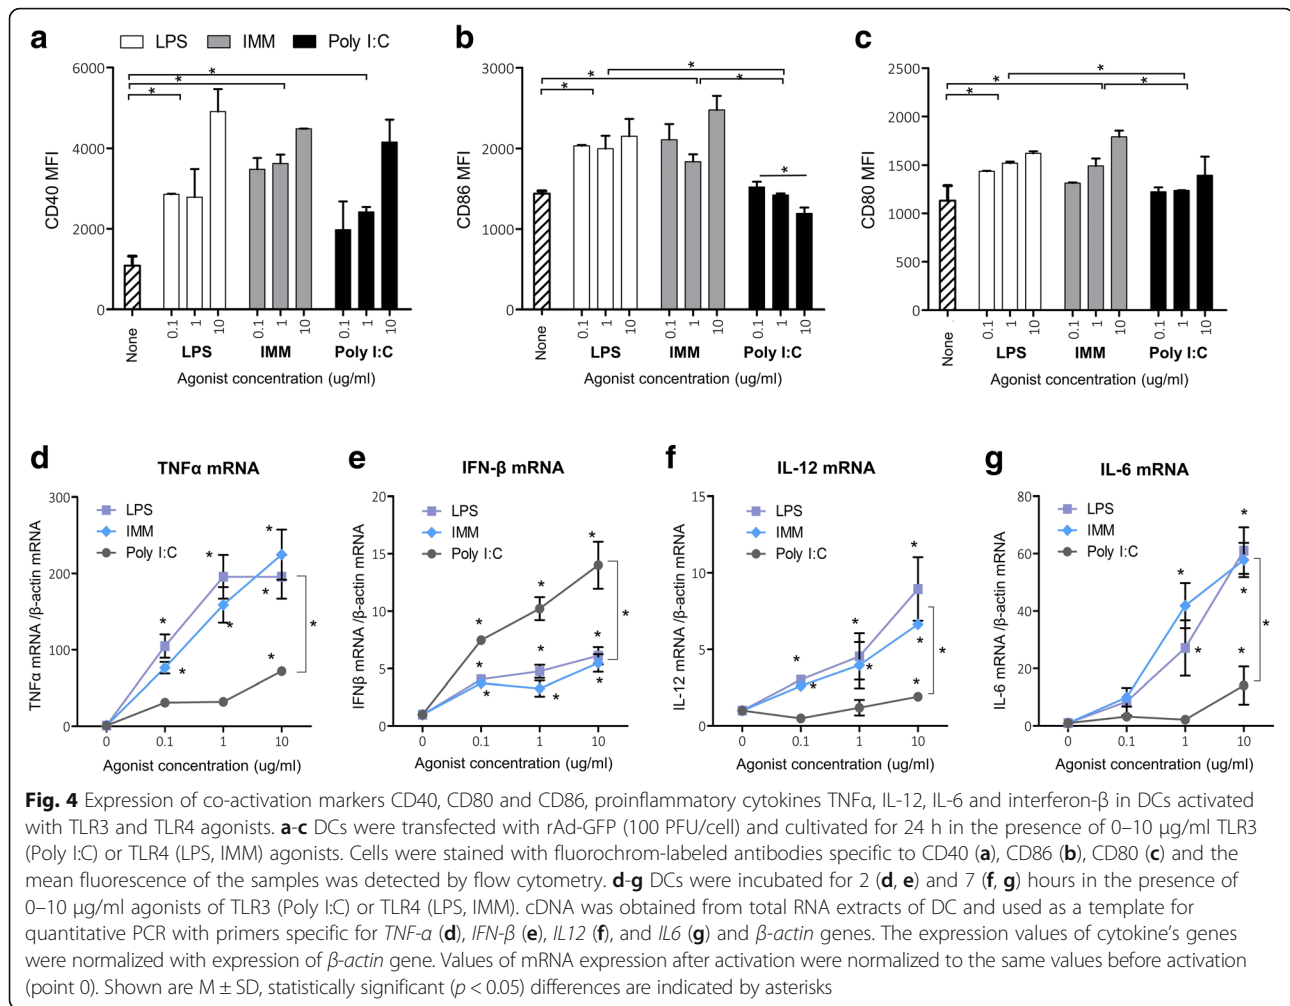 a
LPS
IMM
Poly I:C
CD40 MFI
6000
4000
2000
0
*
*
*
None
0.1
1
10
LPS
0.1
1
10
IMM
0.1
1
10
Poly I:C
Agonist concentration (ug/ml)
b
CD86 MFI
3000
2000
1000
0
*
*
*
*
*
None
0.1
1
10
LPS
0.1
1
10
IMM
0.1
1
10
Poly I:C
Agonist concentration (ug/ml)
c
CD80 MFI
2500
2000
1500
1000
500
0
*
*
*
*
None
0.1
1
10
LPS
0.1
1
10
IMM
0.1
1
10
Poly I:C
Agonist concentration (ug/ml)
d
TNFα mRNA
TNFα mRNA /β-actin mRNA
300
200
100
0
LPS
IMM
Poly I:C
*
*
*
*
*
*
*
*
0
0.1
1
10
Agonist concentration (ug/ml)
e
IFN-β mRNA
IFNβ mRNA /β-actin mRNA
20
15
10
5
0
LPS
IMM
Poly I:C
*
*
*
*
*
*
*
*
*
*
0
0.1
1
10
Agonist concentration (ug/ml)
f
IL-12 mRNA
IL-12 mRNA /β-actin mRNA
15
10
5
0
LPS
IMM
Poly I:C
*
*
*
*
*
*
*
*
0
0.1
1
10
Agonist concentration (ug/ml)
g
IL-6 mRNA
IL-6 mRNA /β-actin mRNA
80
60
40
20
0
LPS
IMM
Poly I:C
*
*
*
*
*
*
0
0.1
1
10
Agonist concentration (ug/ml)
Fig. 4 Expression of co-activation markers CD40, CD80 and CD86, proinflammatory cytokines TNFα, IL-12, IL-6 and interferon-β in DCs activated
with TLR3 and TLR4 agonists. a-c DCs were transfected with rAd-GFP (100 PFU/cell) and cultivated for 24 h in the presence of 0–10 μg/ml TLR3
(Poly I:C) or TLR4 (LPS, IMM) agonists. Cells were stained with fluorochrom-labeled antibodies specific to CD40 (a), CD86 (b), CD80 (c) and the
mean fluorescence of the samples was detected by flow cytometry. d-g DCs were incubated for 2 (d, e) and 7 (f, g) hours in the presence of
0–10 μg/ml agonists of TLR3 (Poly I:C) or TLR4 (LPS, IMM). cDNA was obtained from total RNA extracts of DC and used as a template for
quantitative PCR with primers specific for TNF-α (d), IFN-β (e), IL12 (f), and IL6 (g) and β-actin genes. The expression values of cytokine's genes
were normalized with expression of β-actin gene. Values of mRNA expression after activation were normalized to the same values before activation
(point 0). Shown are M ± SD, statistically significant (p < 0.05) differences are indicated by asterisks